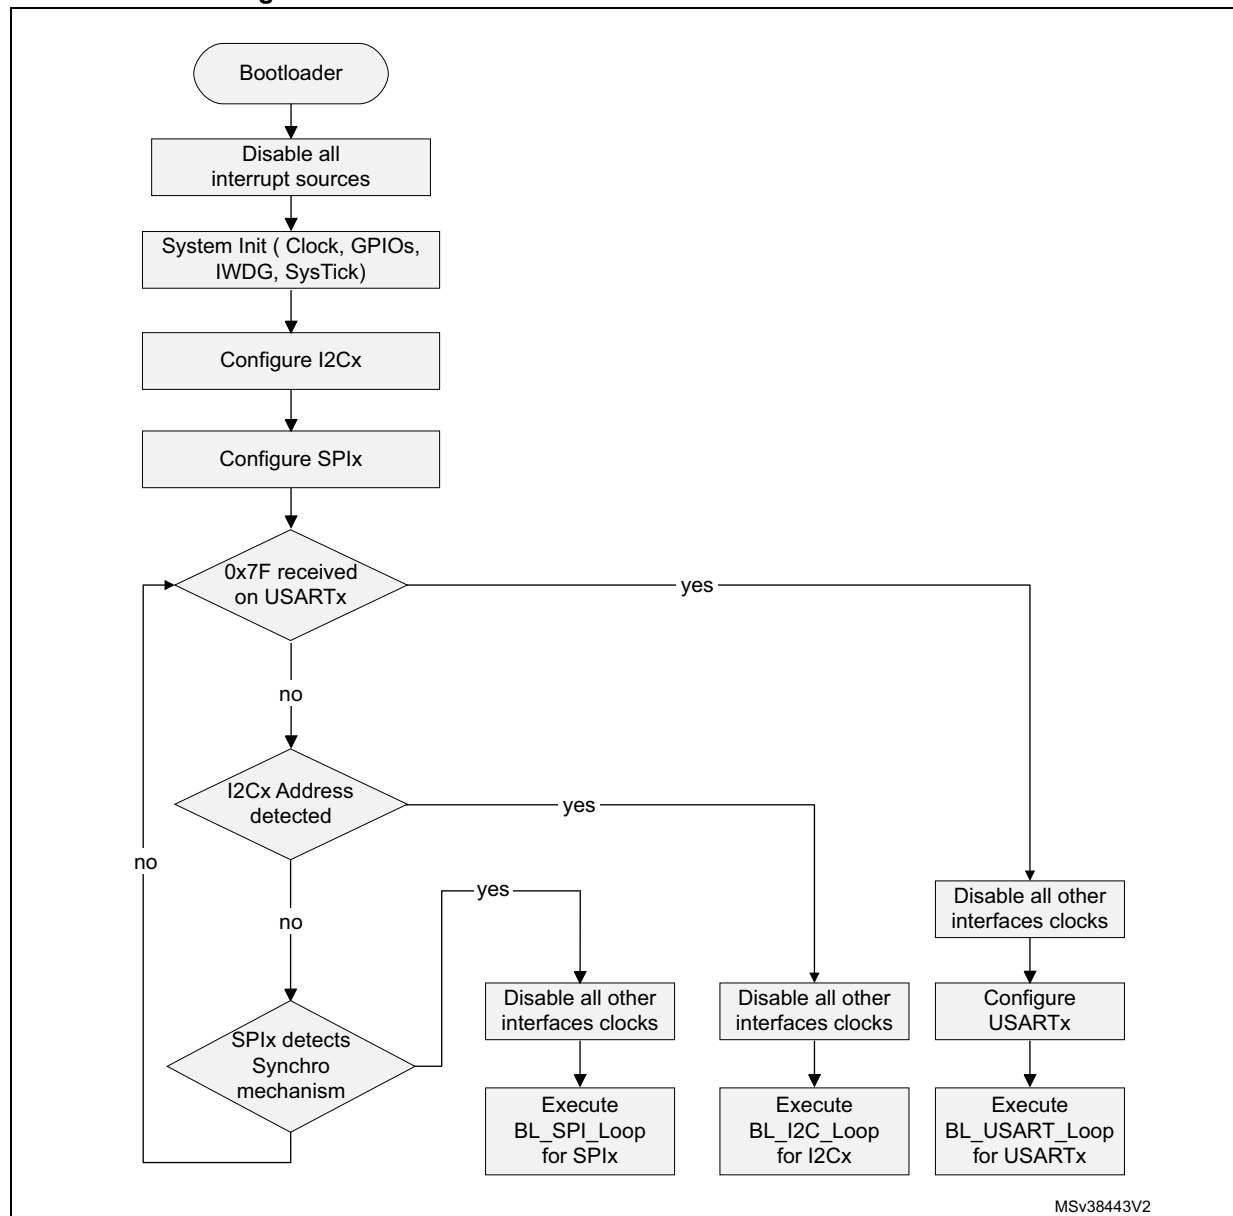 Bootloader
Disable all
interrupt sources
System Init ( Clock, GPIOs,
IWDG, SysTick)
Configure I2Cx
Configure SPIx
0x7F received
on USARTx
yes
no
I2Cx Address
detected
yes
no
no
yes
Disable all other
interfaces clocks
SPIx detects
Synchro
mechanism
Disable all other
interfaces clocks
Disable all other
interfaces clocks
Configure
USARTx
Execute
BL_SPI_Loop
for SPIx
Execute
BL_I2C_Loop
for I2Cx
Execute
BL_USART_Loop
for USARTx
MSv38443V2